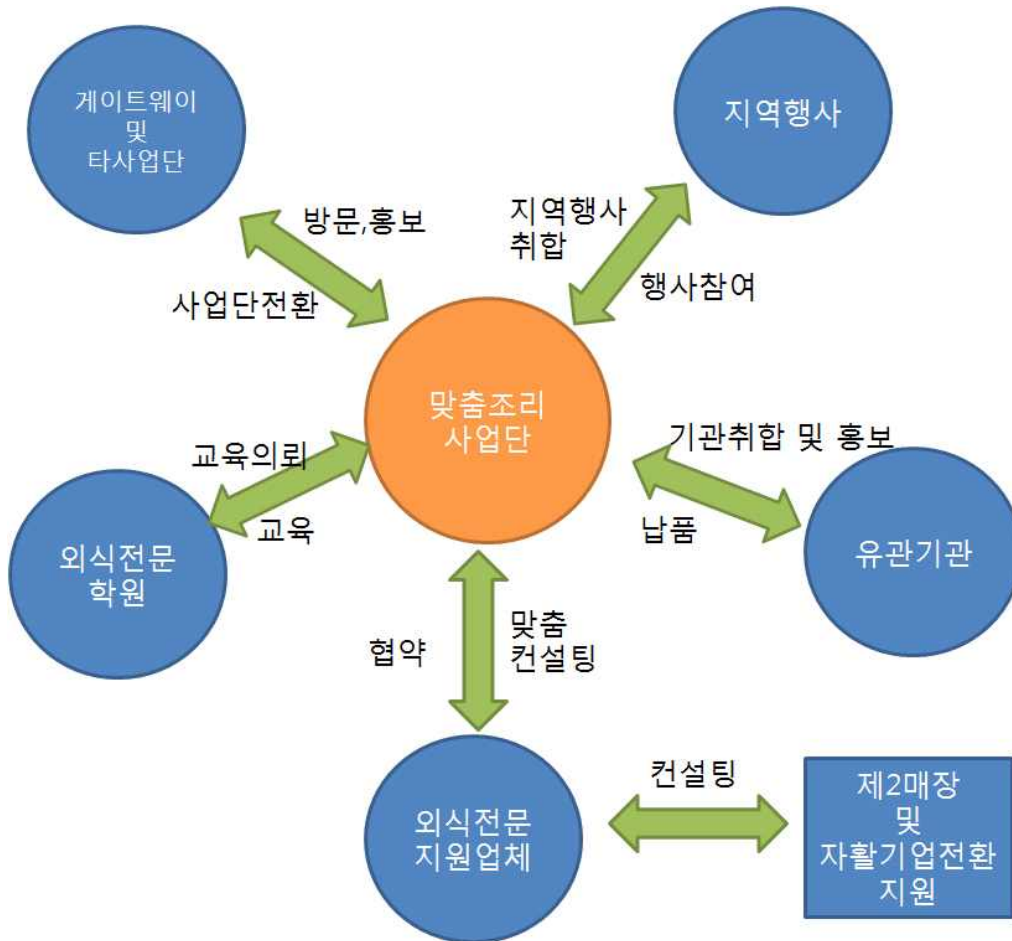 게이트웨이
및
타사업단
지역행사
방문,홍보
사업단전환
지역행사
취합
행사참여
맞춤조리
사업단
교육의뢰
교육
외식전문
학원
기관취합 및 홍보
납품
유관기관
협약
맞춤
컨설팅
외식전문
지원업체
컨설팅
제2매장
및
자활기업전환
지원